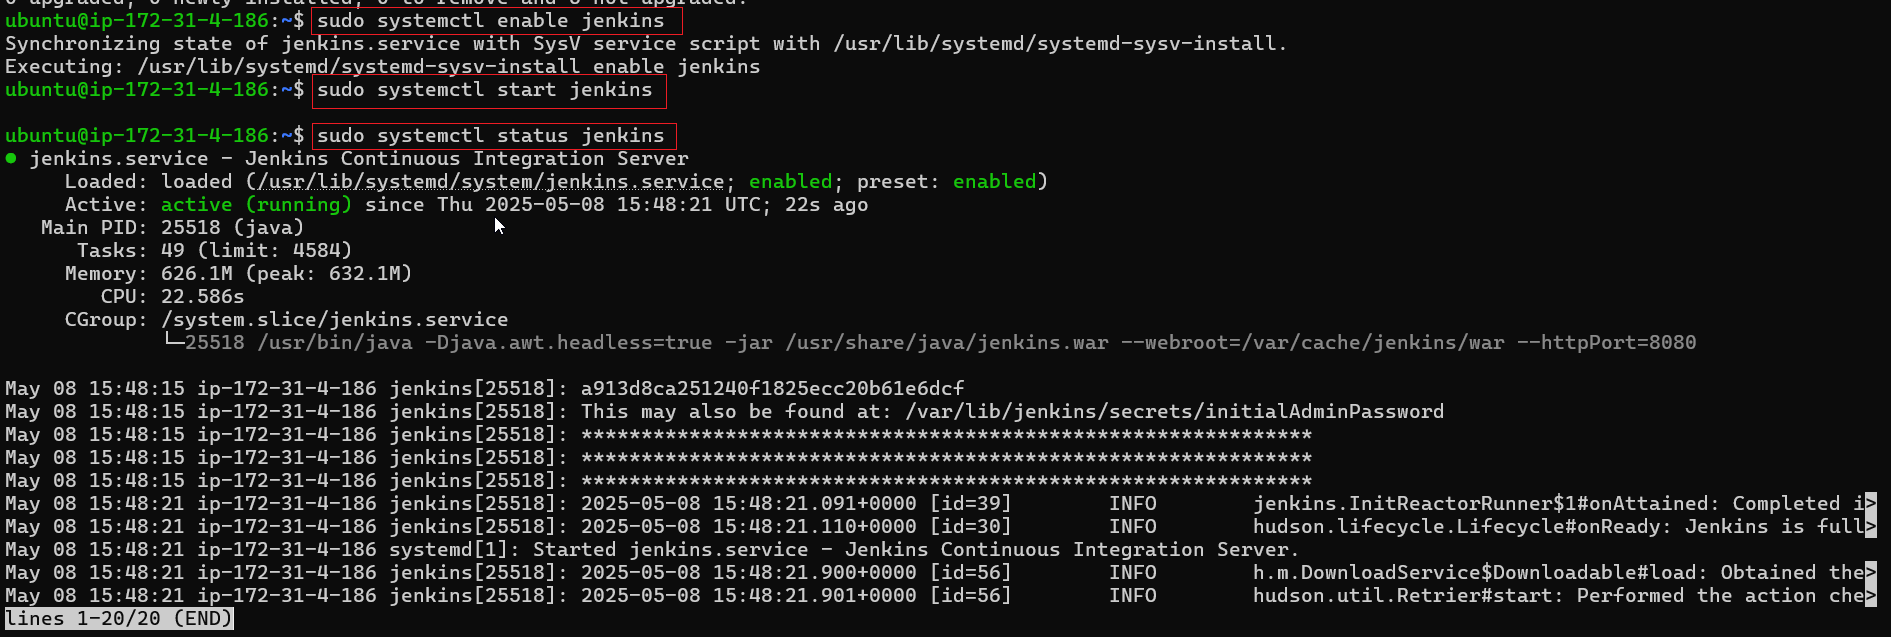 0 upgraded, 0 newly installed, 0 to remove and 0 not upgraded.
ubuntu@ip-172-31-4-186:~$ sudo systemctl enable jenkins
Synchronizing state of jenkins.service with SysV service script with /usr/lib/systemd/systemd-sysv-install.
Executing: /usr/lib/systemd/systemd-sysv-install enable jenkins
ubuntu@ip-172-31-4-186:~$ sudo systemctl start jenkins
ubuntu@ip-172-31-4-186:~$ sudo systemctl status jenkins
● jenkins.service - Jenkins Continuous Integration Server
Loaded: loaded (/usr/lib/systemd/system/jenkins.service; enabled; preset: enabled)
Active: active (running) since Thu 2025-05-08 15:48:21 UTC; 22s ago
Main PID: 25518 (java)
Tasks: 49 (limit: 4584)
Memory: 626.1M (peak: 632.1M)
CPU: 22.586s
CGroup: /system.slice/jenkins.service
└─25518 /usr/bin/java -Djava.awt.headless=true -jar /usr/share/java/jenkins.war --webroot=/var/cache/jenkins/war --httpPort=8080
May 08 15:48:15 ip-172-31-4-186 jenkins[25518]: a913d8ca251240f1825ecc20b61e6dcf
May 08 15:48:15 ip-172-31-4-186 jenkins[25518]: This may also be found at: /var/lib/jenkins/secrets/initialAdminPassword
May 08 15:48:15 ip-172-31-4-186 jenkins[25518]: *************************************************************
May 08 15:48:15 ip-172-31-4-186 jenkins[25518]: *************************************************************
May 08 15:48:15 ip-172-31-4-186 jenkins[25518]: *************************************************************
May 08 15:48:21 ip-172-31-4-186 jenkins[25518]: 2025-05-08 15:48:21.091+0000 [id=39] INFO jenkins.InitReactorRunner$1#onAttained: Completed i>
May 08 15:48:21 ip-172-31-4-186 jenkins[25518]: 2025-05-08 15:48:21.110+0000 [id=30] INFO hudson.lifecycle.Lifecycle#onReady: Jenkins is full>
May 08 15:48:21 ip-172-31-4-186 systemd[1]: Started jenkins.service - Jenkins Continuous Integration Server.
May 08 15:48:21 ip-172-31-4-186 jenkins[25518]: 2025-05-08 15:48:21.900+0000 [id=56] INFO h.m.DownloadService$Downloadable#load: Obtained the>
May 08 15:48:21 ip-172-31-4-186 jenkins[25518]: 2025-05-08 15:48:21.901+0000 [id=56] INFO hudson.util.Retrier#start: Performed the action che>
lines 1-20/20 (END)